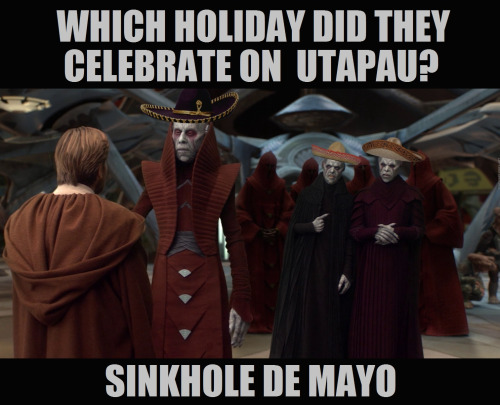 WHICH HOLIDAY DID THEY
CELEBRATE ON UTAPAU?
SINKHOLE DE MAYO